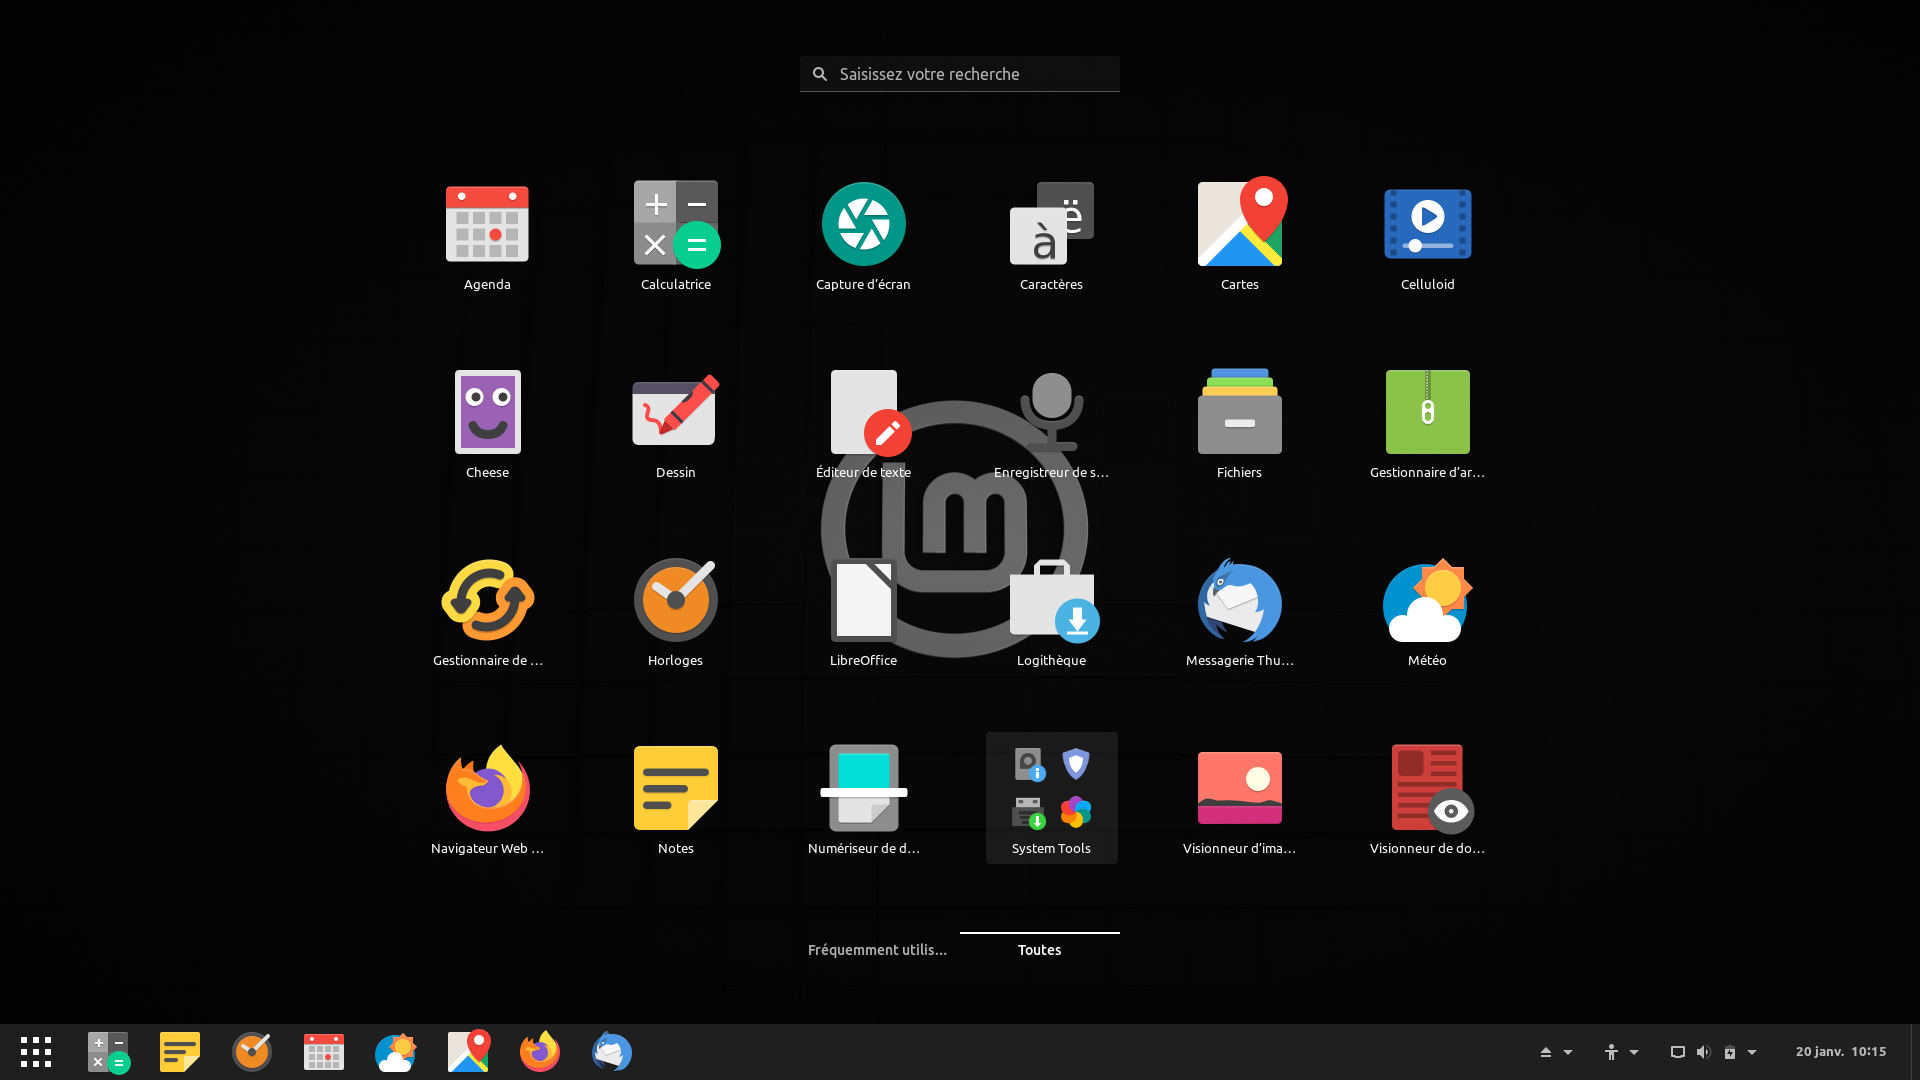 Saisissez votre recherche
Agenda
Calculatrice
Capture d’écran
Caractères
Cartes
Celluloid
Cheese
Dessin
Éditeur de texte
Enregistreur de s…
Fichiers
Gestionnaire d’ar…
Gestionnaire de …
Horloges
LibreOffice
Logithèque
Messagerie Thu…
Météo
Navigateur Web …
Notes
Numériseur de d…
System Tools
Visionneur d’ima…
Visionneur de do…
Fréquemment utilis…
Toutes
20 janv. 10:15